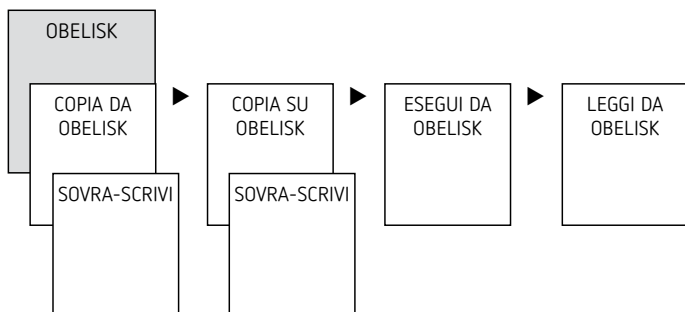 OBELISK
COPIA DA
OBELISK
SOVRA-SCRIVI
COPIA SU
OBELISK
SOVRA-SCRIVI
ESEGUI DA
OBELISK
LEGGI DA
OBELISK